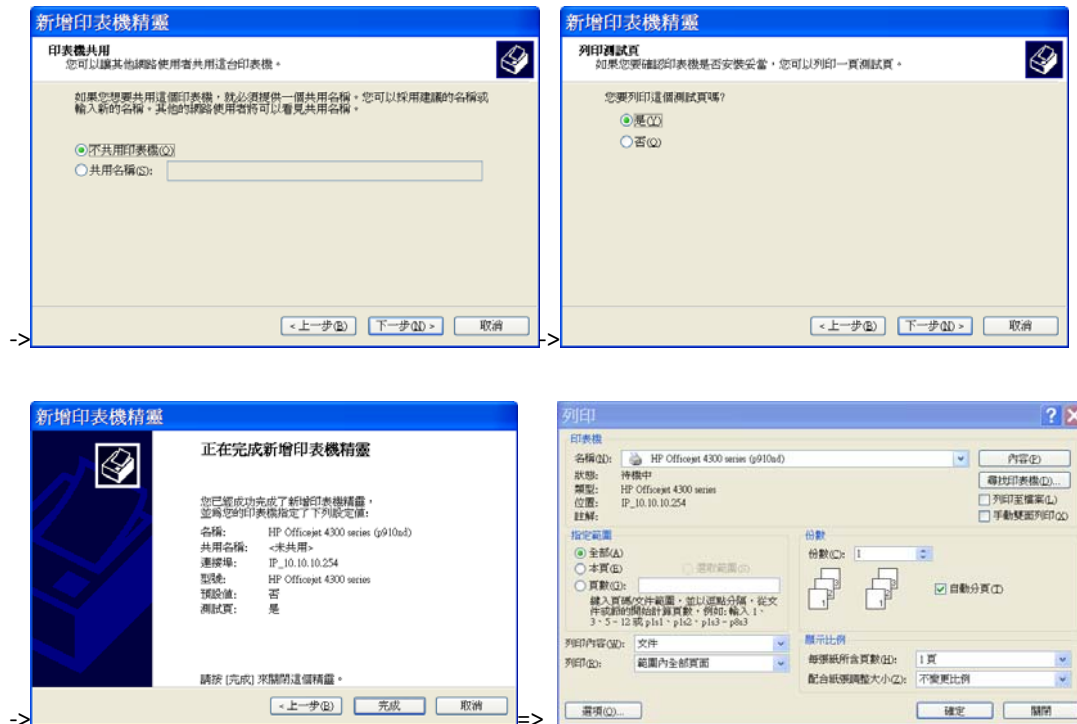 新增印表機精靈
印表機共用
您可以讓其他網路使用者共用這台印表機。
如果您想要共用這個印表機，就必須提供一個共用名稱。您可以採用建議的名稱或
輸入新的名稱。其他的網路使用者將可以看見共用名稱。
不共用印表機(O)
共用名稱(S):
<上一步(B)
下一步(N) >
取消
->
新增印表機精靈
列印測試頁
如果您要確認印表機是否安裝妥當，您可以列印一頁測試頁。
您要列印這個測試頁嗎?
是(Y)
否(O)
<上一步(B)
下一步(N) >
取消
->
新增印表機精靈
正在完成新增印表機精靈
您已經成功完成了新增印表機精靈，
並為您的印表機指定了下列設定值:
名稱: HP Officejet 4300 series (p910nd)
共用名稱: <未共用>
連接埠: IP_10.10.10.254
型號: HP Officejet 4300 series
預設值: 否
測試頁: 是
請按 [完成] 來關閉這個精靈。
<上一步(B)
完成
取消
->
列印
印表機
名稱(N): HP Officejet 4300 series (p910nd)
內容(P)
狀態: 待機中
尋找印表機(D)...
類型: HP Officejet 4300 series
位置: IP_10.10.10.254
列印至檔案(L)
註解:
手動雙面列印(X)
指定範圍
全部(A)
本頁(E)
選取範圍(S)
頁數(G):
鍵入頁碼/文件範圍，並以逗點分隔，從文
件或節的開始計算頁數，例如: 輸入 1、
3、5-12 或 p1s1、p1s2、p1s3-p8s3
份數
份數(C): 1
自動分頁(T)
列印內容(W): 文件
列印(R): 範圍內全部頁面
顯示比例
每張紙所含頁數(H): 1 頁
配合紙張調整大小(Z): 不變更比例
選項(O)...
確定
關閉
=>